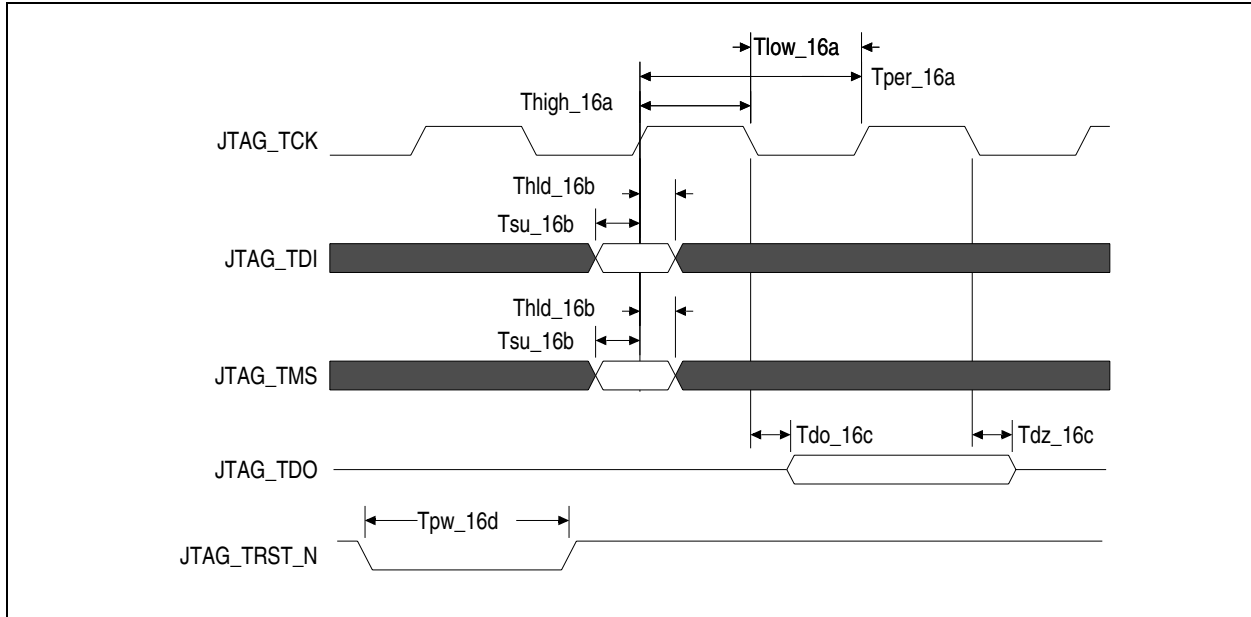 Tlow_16a
Tper_16a
Thigh_16a
JTAG_TCK
Thld_16b
Tsu_16b
JTAG_TDI
Thld_16b
Tsu_16b
JTAG_TMS
Tdo_16c
Tdz_16c
JTAG_TDO
Tpw_16d
JTAG_TRST_N